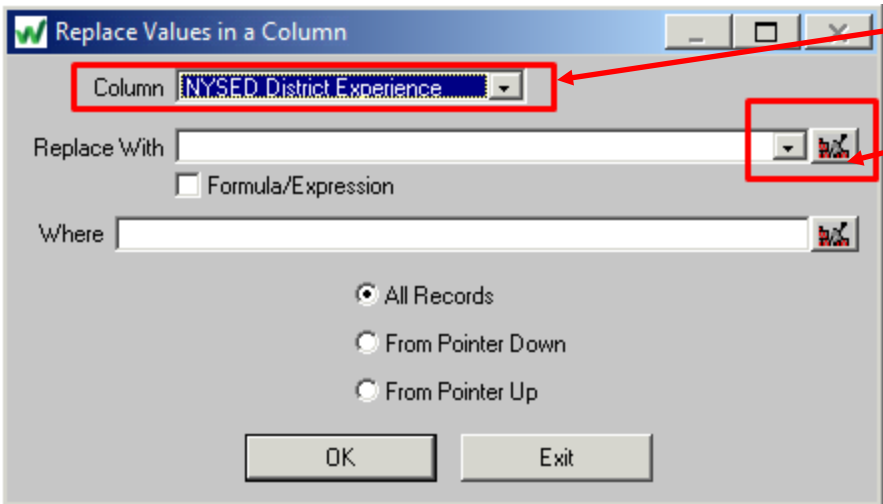 Replace Values in a Column
Column NYSED District Experience
Replace With
Formula/Expression
Where
All Records
From Pointer Down
From Pointer Up
OK Exit